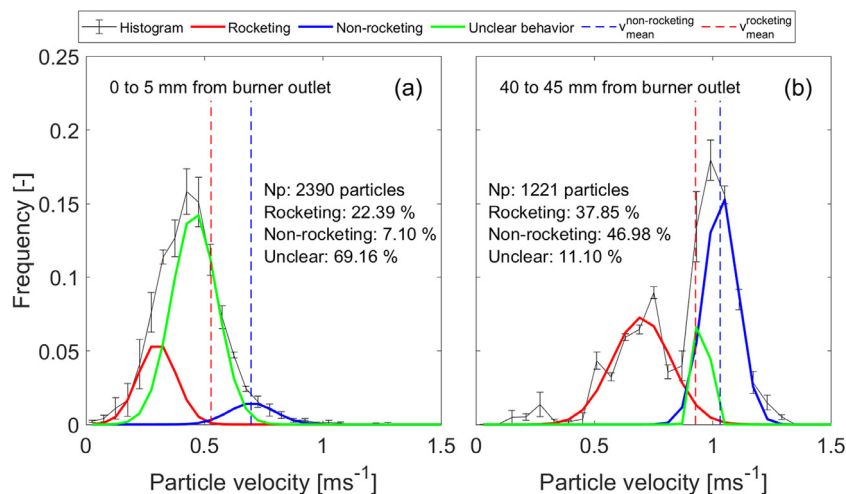 Histogram Rocketing Non-rocketing Unclear behavior v^non-rocketing_mean v^rocketing_mean
0 to 5 mm from burner outlet (a)
Np: 2390 particles
Rocketing: 22.39 %
Non-rocketing: 7.10 %
Unclear: 69.16 %
0.25
0.2
0.15
0.1
0.05
0
Frequency [-]
0 0.5 1 1.5
Particle velocity [ms⁻¹]
40 to 45 mm from burner outlet (b)
Np: 1221 particles
Rocketing: 37.85 %
Non-rocketing: 46.98 %
Unclear: 11.10 %
0 0.5 1 1.5
Particle velocity [ms⁻¹]